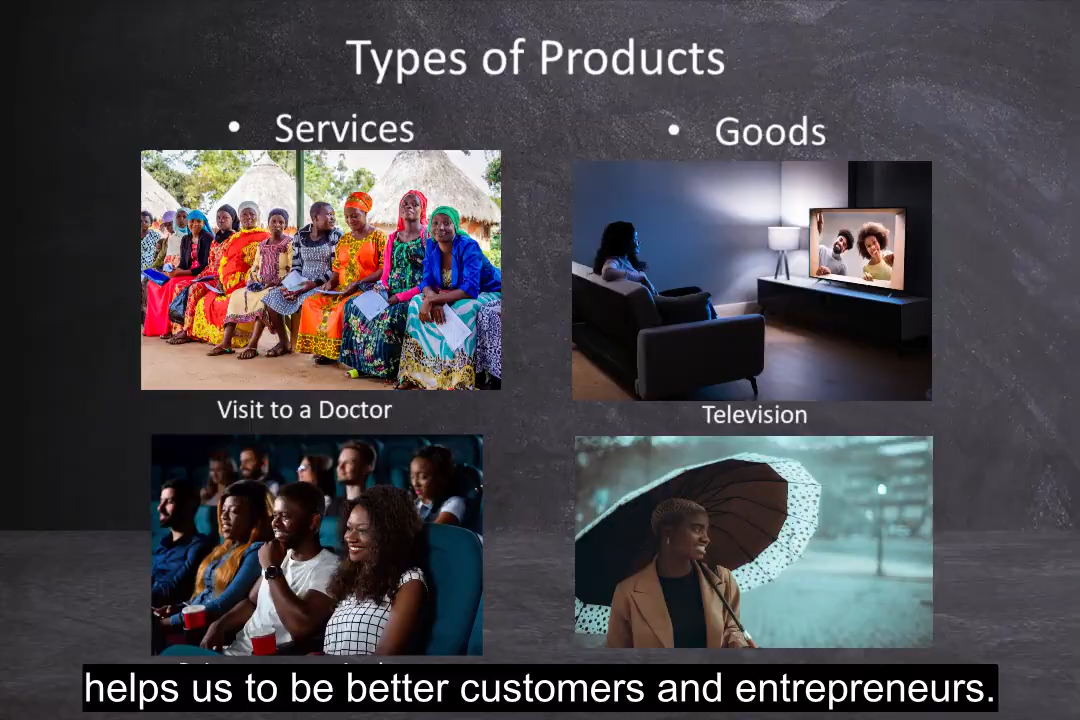 Types of Products
• Services
• Goods
Visit to a Doctor
Television
helps us to be better customers and entrepreneurs.